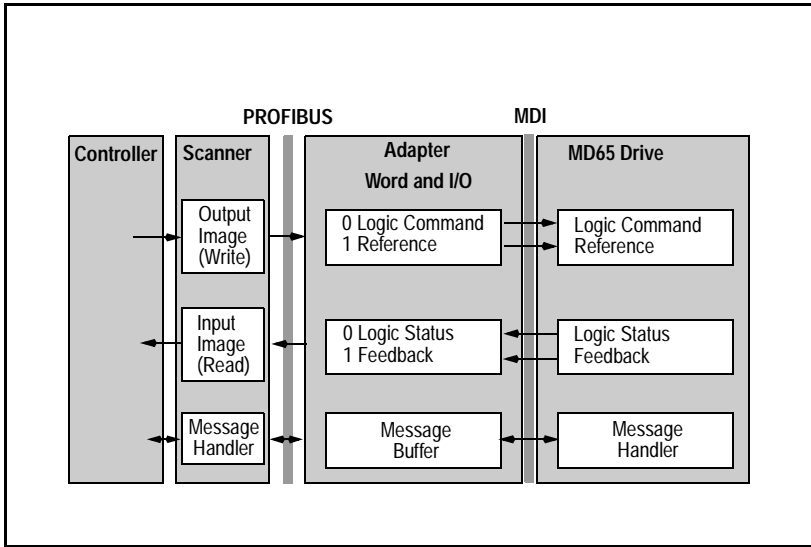 PROFIBUS
MDI
Controller
Scanner
Adapter
Word and I/O
MD65 Drive
Output
Image
(Write)
0 Logic Command
1 Reference
Logic Command
Reference
Input
Image
(Read)
0 Logic Status
1 Feedback
Logic Status
Feedback
Message
Handler
Message
Buffer
Message
Handler